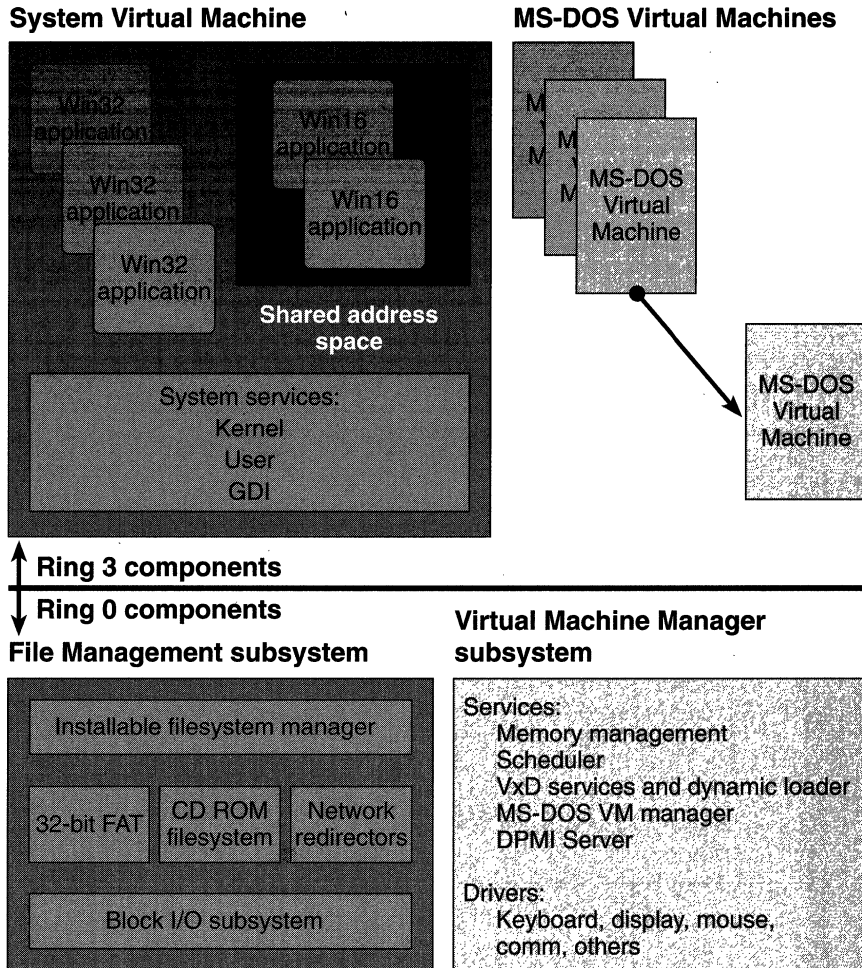 System Virtual Machine
MS-DOS Virtual Machines
Win32
application
Win32
application
Win32
application
Win16
application
Win16
application
Shared address
space
System services:
Kernel
User
GDI
M
V
M
M
V
M
MS-DOS
Virtual
Machine
MS-DOS
Virtual
Machine
Ring 3 components
Ring 0 components
File Management subsystem
Installable filesystem manager
32-bit FAT
CD ROM
filesystem
Network
redirectors
Block I/O subsystem
Virtual Machine Manager
subsystem
Services:
Memory management
Scheduler
VxD services and dynamic loader
MS-DOS VM manager
DPMI Server
Drivers:
Keyboard, display, mouse,
comm, others